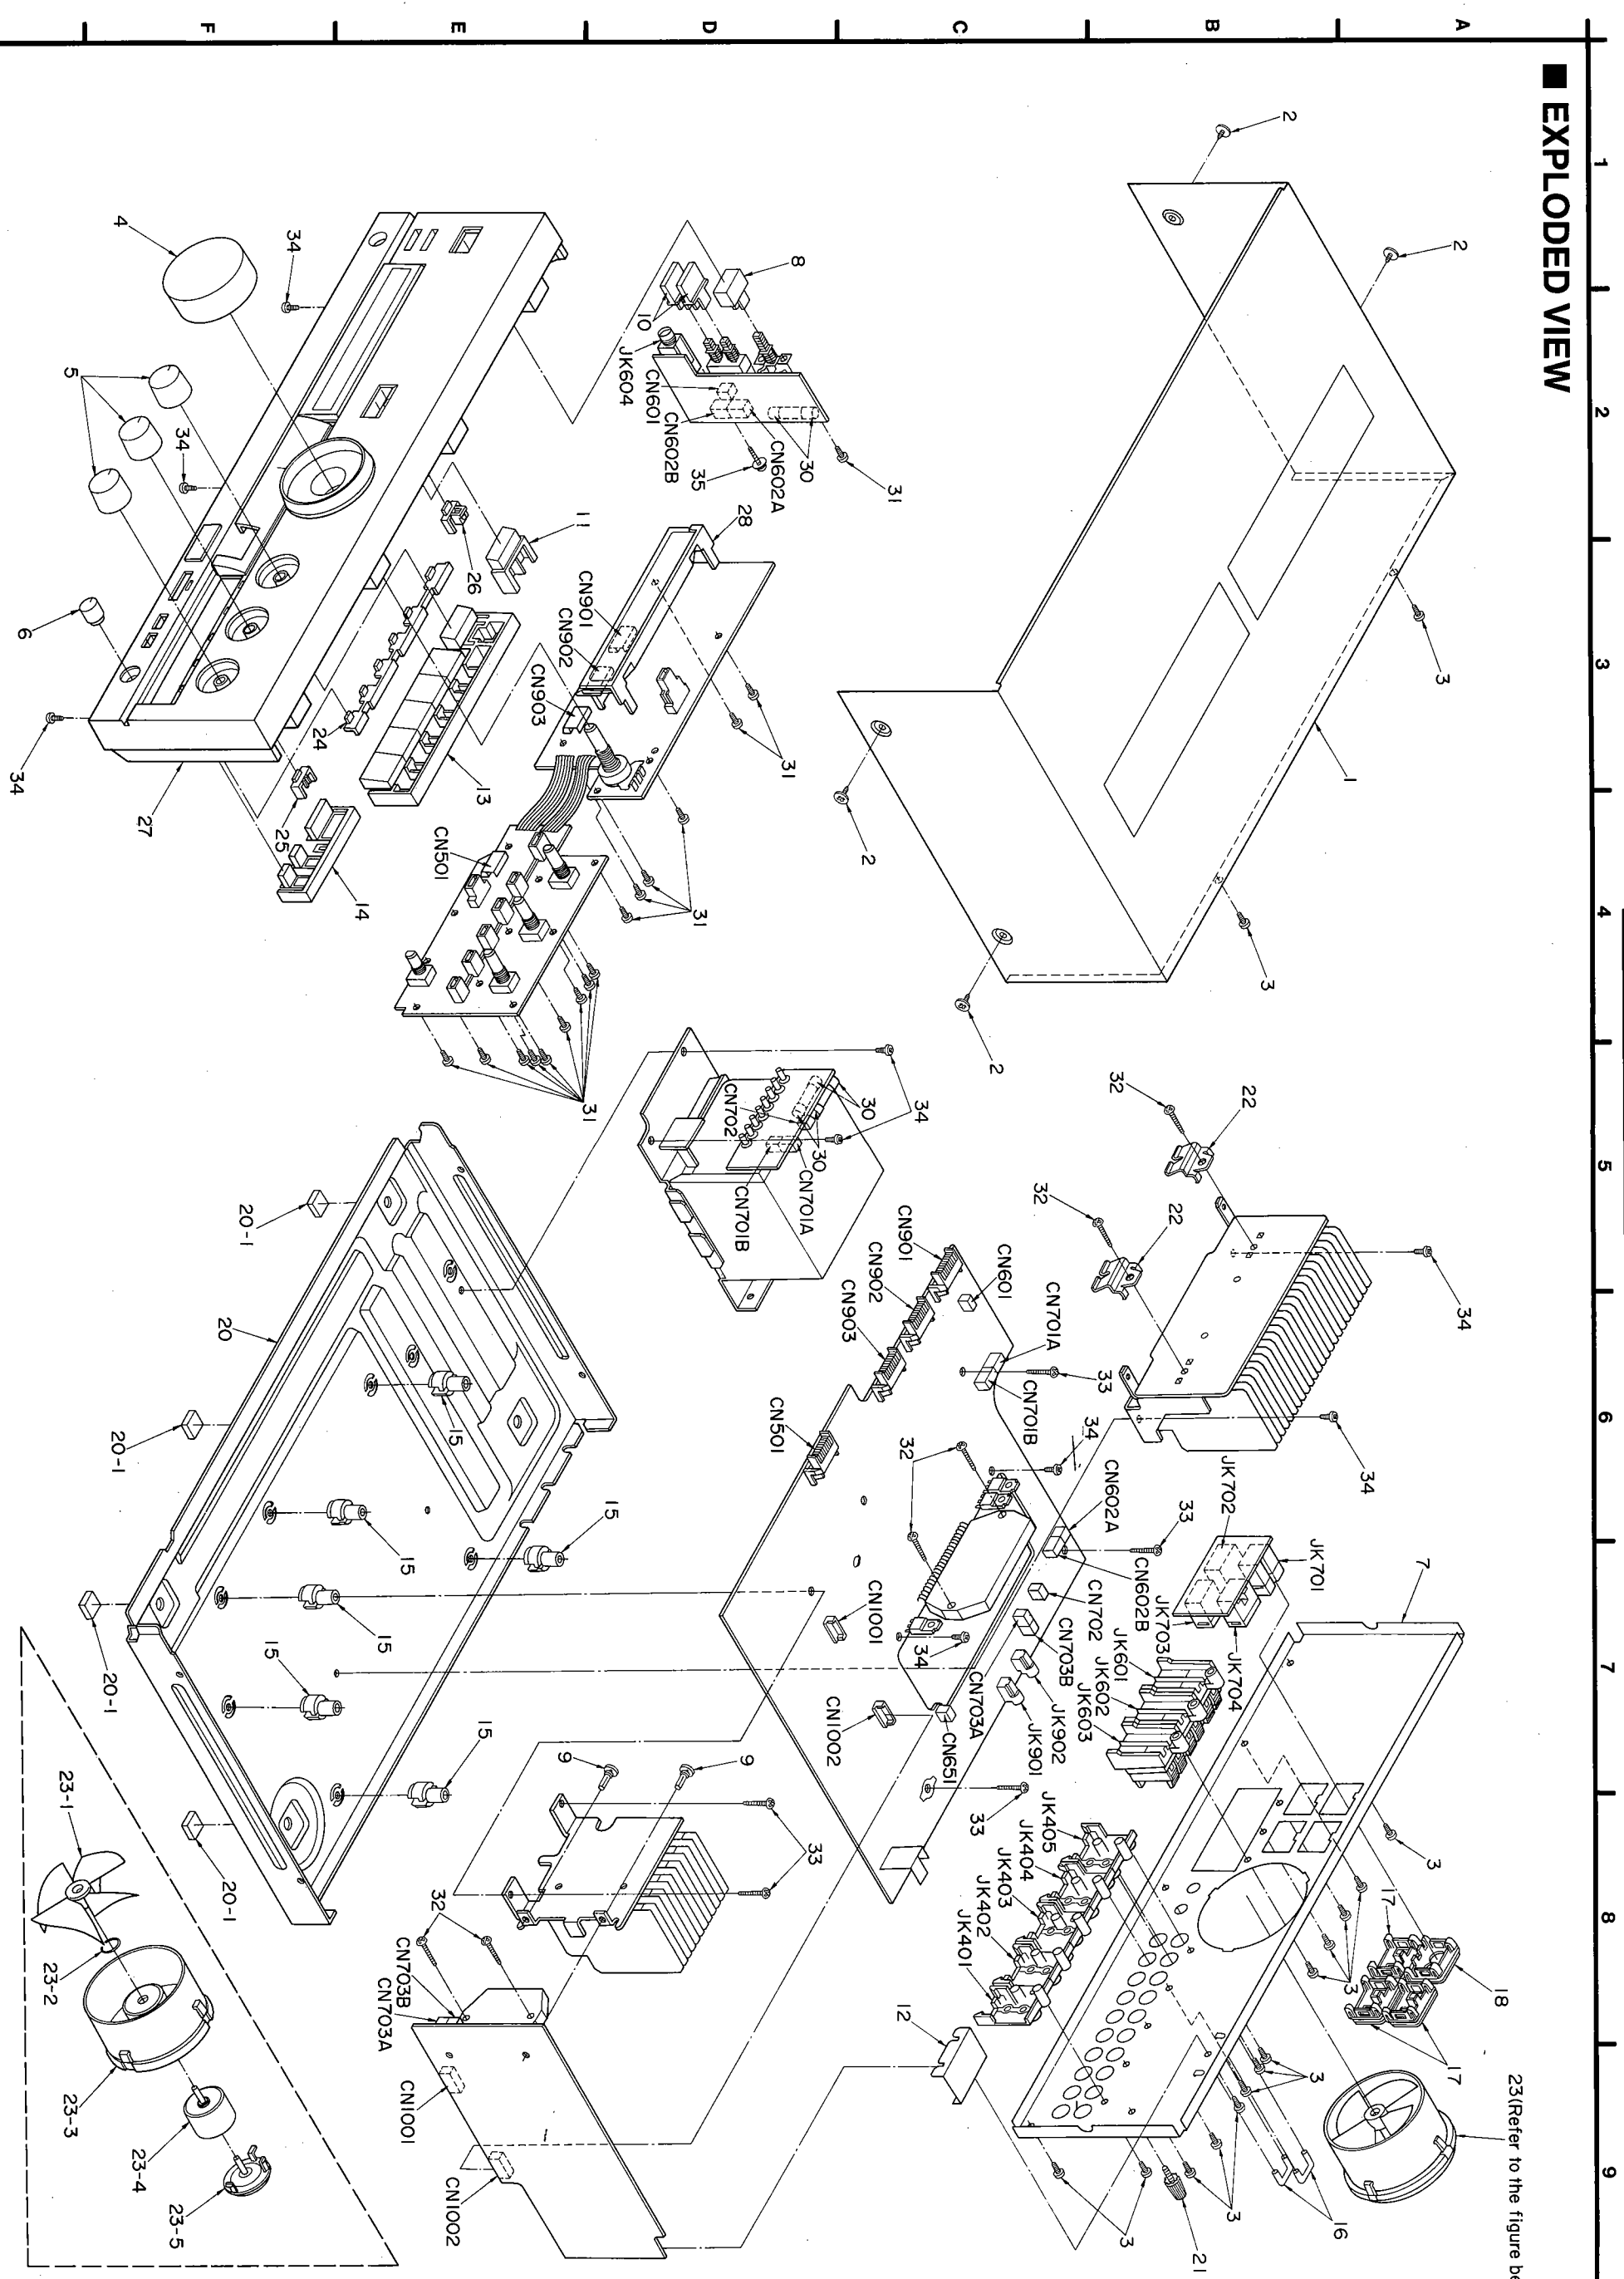 ■ EXPLODED VIEW
1
2
3
4
5
6
7
8
9
A
B
C
D
E
F
2
2
3
1
3
2
2
8
10
JK604
CN601
CN602B
CN602A
30
35
31
4
34
5
34
6
34
27
11
26
28
CN901
CN902
CN903
31
24
13
25
14
CN501
31
31
32
22
32
22
34
34
34
30
30
CN702
CN701A
CN701B
CN901
CN902
CN903
CN601
CN701A
CN701B
33
34
CN501
32
CN602A
CN602B
33
JK702
JK701
JK703
JK704
7
CN702
CN703B
CN703A
JK601
JK602
JK603
JK902
JK901
34
CN1001
CN1002
CN651
33
JK405
JK404
JK403
JK402
JK401
3
3
17
18
17
23(Refer to the figure be
3
3
3
16
21
12
9
9
33
32
CN703B
CN703A
CN1001
CN1002
20-1
20
20-1
20-1
20-1
15
15
15
15
15
15
23-1
23-2
23-3
23-4
23-5